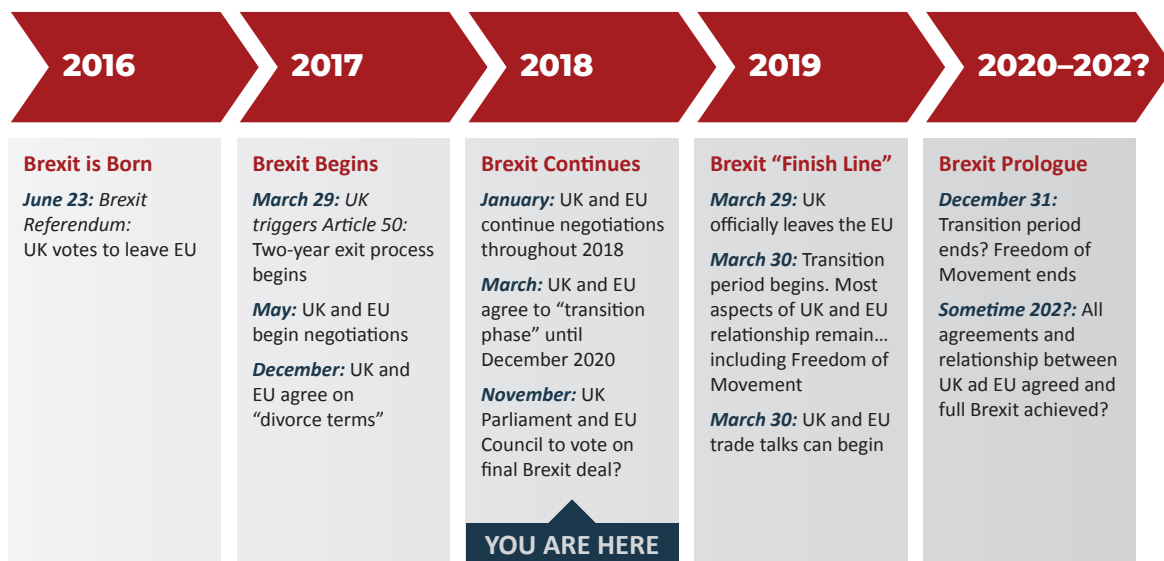 2016
2017
2018
2019
2020–202?
Brexit is Born
June 23: Brexit
Referendum:
UK votes to leave EU
Brexit Begins
March 29: UK
triggers Article 50:
Two-year exit process
begins
May: UK and EU
begin negotiations
December: UK and
EU agree on
“divorce terms”
Brexit Continues
January: UK and EU
continue negotiations
throughout 2018
March: UK and EU
agree to “transition
phase” until
December 2020
November: UK
Parliament and EU
Council to vote on
final Brexit deal?
YOU ARE HERE
Brexit “Finish Line”
March 29: UK
officially leaves the EU
March 30: Transition
period begins. Most
aspects of UK and EU
relationship remain…
including Freedom of
Movement
March 30: UK and EU
trade talks can begin
Brexit Prologue
December 31:
Transition period
ends? Freedom of
Movement ends
Sometime 202?: All
agreements and
relationship between
UK ad EU agreed and
full Brexit achieved?